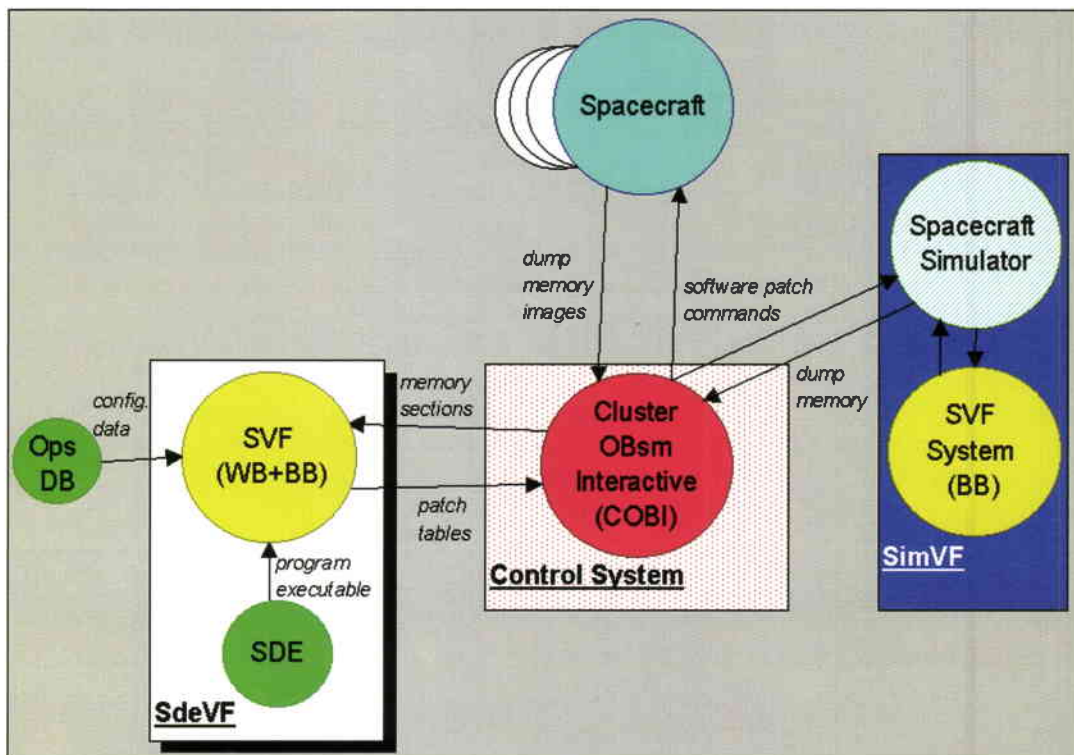 Spacecraft
Spacecraft
Simulator
dump
memory
images
software patch
commands
dump
memory
config.
data
memory
sections
Ops
DB
SVF
(WB+BB)
Cluster
OBsm
Interactive
(COBI)
SVF
System
(BB)
patch
tables
program
executable
Control System
SimVF
SDE
SdeVF